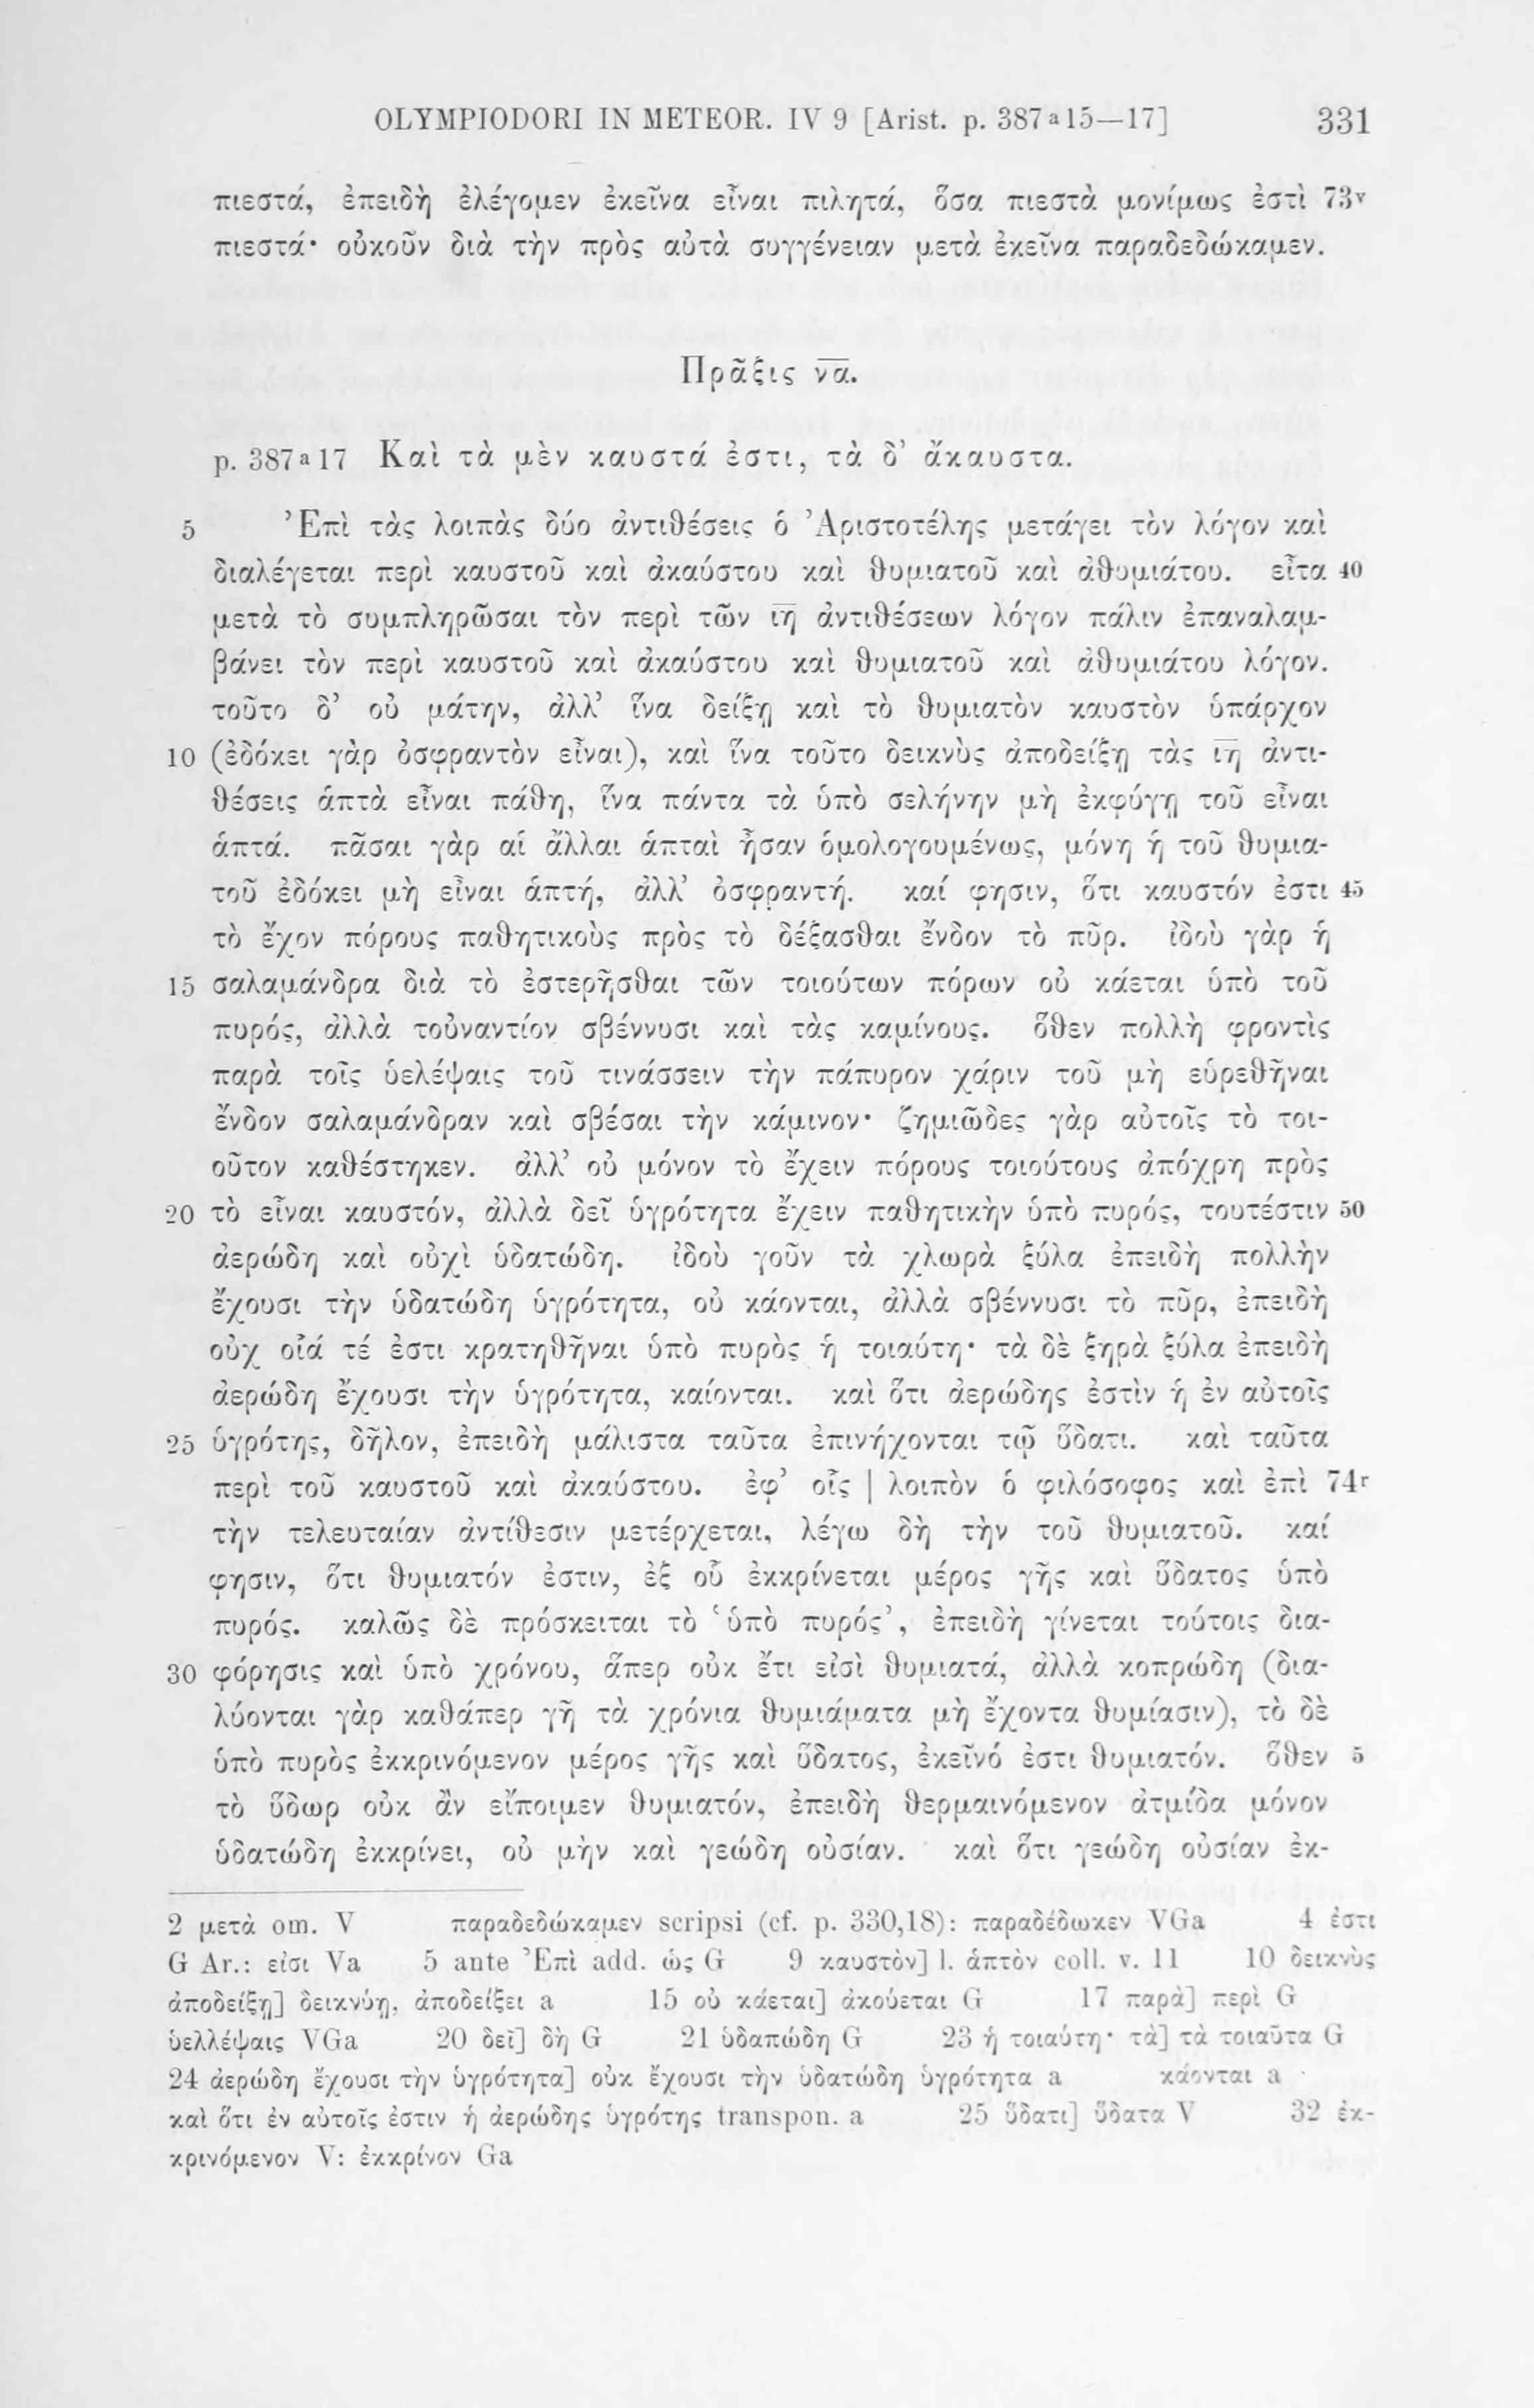 OLYMPIODORI IN METEOR. IV 9 [Arist. p. 387 a 15—17] 331
πιεστά, ἐπειδὴ ἐλέγομεν ἐκεῖνα εἶναι πιλητά, ὅσα πιεστὰ μονίμως ἐστὶ 73v
πιεστά· οὐκοῦν διὰ τὴν πρὸς αὐτὰ συγγένειαν μετὰ ἐκεῖνα παραδεδώκαμεν.
Πρᾶξις να.
p. 387 a 17 Καὶ τὰ μὲν καυστά ἐστι, τὰ δ’ ἄκαυστα.
5 Ἐπὶ τὰς λοιπὰς δύο ἀντιθέσεις ὁ Ἀριστοτέλης μετάγει τὸν λόγον καὶ
διαλέγεται περὶ καυστοῦ καὶ ἀκαύστου καὶ θυμιατοῦ καὶ ἀθυμιάτου. εἶτα 40
μετὰ τὸ συμπληρῶσαι τὸν περὶ τῶν ιη ἀντιθέσεων λόγον πάλιν ἐπαναλαμ-
βάνει τὸν περὶ καυστοῦ καὶ ἀκαύστου καὶ θυμιατοῦ καὶ ἀθυμιάτου λόγον.
τοῦτο δ’ οὐ μάτην, ἀλλ’ ἵνα δείξῃ καὶ τὸ θυμιατὸν καυστὸν ὑπάρχον
10 (ἐδόκει γὰρ ὀσφραντὸν εἶναι), καὶ ἵνα τοῦτο δεικνὺς ἀποδείξῃ τὰς ιη ἀντι-
θέσεις ἁπτὰ εἶναι πάθη, ἵνα πάντα τὰ ὑπὸ σελήνην μὴ ἐκφύγῃ τοῦ εἶναι
ἁπτά. πᾶσαι γὰρ αἱ ἄλλαι ἁπταὶ ἦσαν ὁμολογουμένως, μόνη ἡ τοῦ θυμια-
τοῦ ἐδόκει μὴ εἶναι ἁπτή, ἀλλ’ ὀσφραντή. καί φησιν, ὅτι καυστόν ἐστι 45
τὸ ἔχον πόρους παθητικοὺς πρὸς τὸ δέξασθαι ἔνδον τὸ πῦρ. ἰδοὺ γὰρ ἡ
15 σαλαμάνδρα διὰ τὸ ἐστερῆσθαι τῶν τοιούτων πόρων οὐ κάεται ὑπὸ τοῦ
πυρός, ἀλλὰ τοὐναντίον σβέννυσι καὶ τὰς καμίνους. ὅθεν πολλὴ φροντὶς
παρὰ τοῖς ὑελέψαις τοῦ τινάσσειν τὴν πάπυρον χάριν τοῦ μὴ εὑρεθῆναι
ἔνδον σαλαμάνδραν καὶ σβέσαι τὴν κάμινον· ζημιῶδες γὰρ αὐτοῖς τὸ τοι-
οῦτον καθέστηκεν. ἀλλ’ οὐ μόνον τὸ ἔχειν πόρους τοιούτους ἀπόχρη πρὸς
20 τὸ εἶναι καυστόν, ἀλλὰ δεῖ ὑγρότητα ἔχειν παθητικὴν ὑπὸ πυρός, τουτέστιν 50
ἀερώδη καὶ οὐχὶ ὑδατώδη. ἰδοὺ γοῦν τὰ χλωρὰ ξύλα ἐπειδὴ πολλὴν
ἔχουσι τὴν ὑδατώδη ὑγρότητα, οὐ κάονται, ἀλλὰ σβέννυσι τὸ πῦρ, ἐπειδὴ
οὐχ οἵά τέ ἐστι κρατηθῆναι ὑπὸ πυρὸς ἡ τοιαύτη· τὰ δὲ ξηρὰ ξύλα ἐπειδὴ
ἀερώδη ἔχουσι τὴν ὑγρότητα, καίονται. καὶ ὅτι ἀερώδης ἐστὶν ἡ ἐν αὐτοῖς
25 ὑγρότης, δῆλον, ἐπειδὴ μάλιστα ταῦτα ἐπινήχονται τῷ ὕδατι. καὶ ταῦτα
περὶ τοῦ καυστοῦ καὶ ἀκαύστου. ἐφ’ οἷς | λοιπὸν ὁ φιλόσοφος καὶ ἐπὶ 74r
τὴν τελευταίαν ἀντίθεσιν μετέρχεται, λέγω δὴ τὴν τοῦ θυμιατοῦ. καί
φησιν, ὅτι θυμιατόν ἐστιν, ἐξ οὗ ἐκκρίνεται μέρος γῆς καὶ ὕδατος ὑπὸ
πυρός. καλῶς δὲ πρόσκειται τὸ ‘ὑπὸ πυρός’, ἐπειδὴ γίνεται τούτοις δια-
30 φόρησις καὶ ὑπὸ χρόνου, ἅπερ οὐκ ἔτι εἰσὶ θυμιατά, ἀλλὰ κοπρώδη (δια-
λύονται γὰρ καθάπερ γῆ τὰ χρόνια θυμιάματα μὴ ἔχοντα θυμίασιν), τὸ δὲ
ὑπὸ πυρὸς ἐκκρινόμενον μέρος γῆς καὶ ὕδατος, ἐκεῖνό ἐστι θυμιατόν. ὅθεν 5
τὸ ὕδωρ οὐκ ἂν εἴποιμεν θυμιατόν, ἐπειδὴ θερμαινόμενον ἀτμίδα μόνον
ὑδατώδη ἐκκρίνει, οὐ μὴν καὶ γεώδη οὐσίαν. καὶ ὅτι γεώδη οὐσίαν ἐκ-
2 μετὰ om. V παραδεδώκαμεν scripsi (cf. p. 330,18): παραδέδωκεν VGa 4 ἐστι
G Ar.: εἰσι Va 5 ante Ἐπὶ add. ὡς G 9 καυστὸν] l. ἁπτὸν coll. v. 11 10 δεικνὺς
ἀποδείξῃ] δεικνύῃ, ἀποδείξει a 15 οὐ κάεται] ἀκούεται G 17 παρὰ] περὶ G
ὑελλέψαις VGa 20 δεῖ] δὴ G 21 ὑδαπώδη G 23 ἡ τοιαύτη· τὰ] τὰ τοιαῦτα G
24 ἀερώδη ἔχουσι τὴν ὑγρότητα] οὐκ ἔχουσι τὴν ὑδατώδη ὑγρότητα a κάονται a
καὶ ὅτι ἐν αὐτοῖς ἐστιν ἡ ἀερώδης ὑγρότης transpon. a 25 ὕδατι] ὕδατα V 32 ἐκ-
κρινόμενον V: ἐκκρίνον Ga